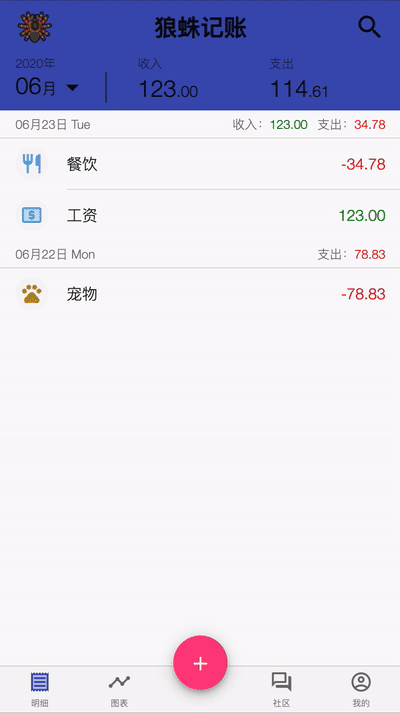 狼蛛记账
2020年 收入 支出
06月 123.00 114.61
06月23日 Tue 收入：123.00 支出：34.78
餐饮 -34.78
$ 工资 123.00
06月22日 Mon 支出：78.83
宠物 -78.83
+
明细 图表 社区 我的